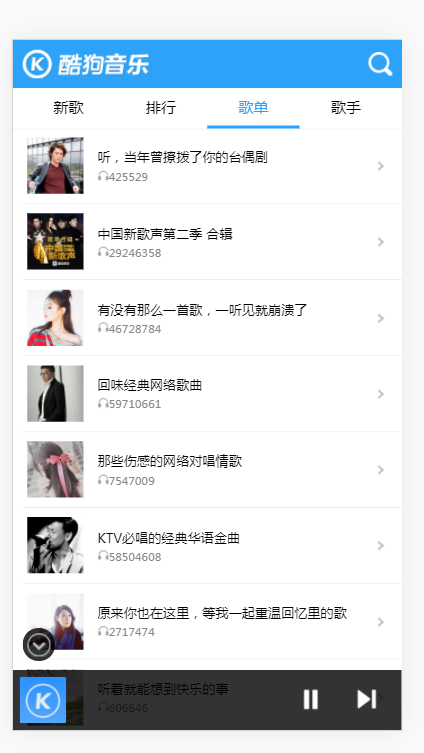 酷狗音乐
新歌 排行 歌单 歌手
听，当年曾撩拨了你的台偶剧
425529
中国新歌声第二季 合辑
29246358
有没有那么一首歌，一听见就崩溃了
46728784
回味经典网络歌曲
59710661
那些伤感的网络对唱情歌
7547009
KTV必唱的经典华语金曲
58504608
原来你也在这里，等我一起重温回忆里的歌
2717474
听着就能想到快乐的事
606646